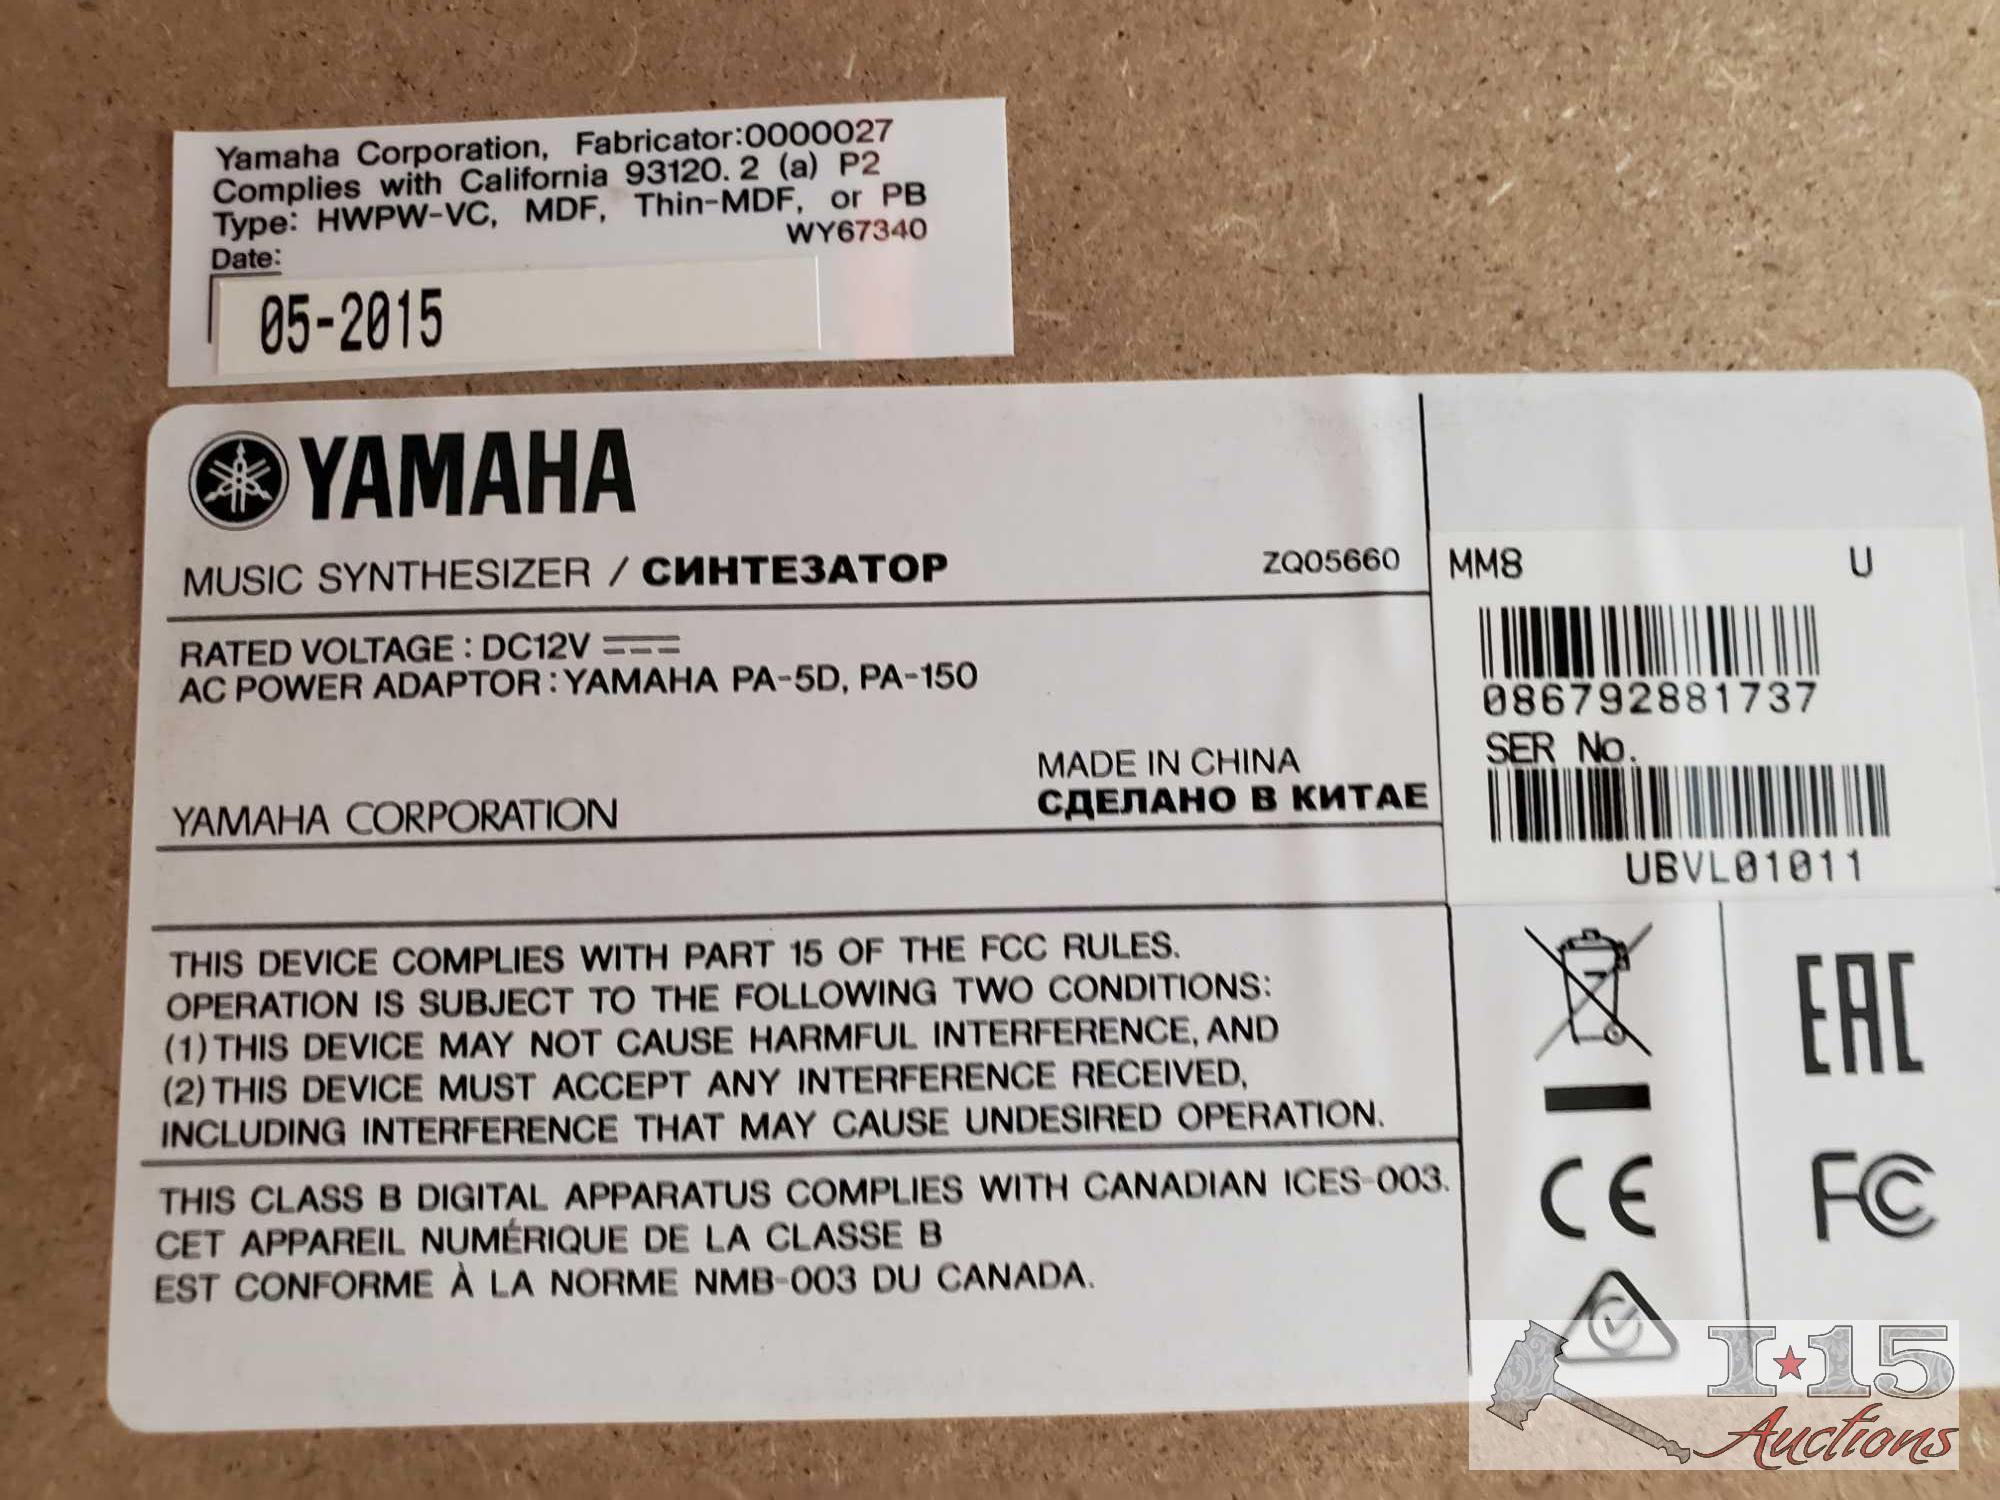 Yamaha Corporation, Fabricator:0000027
Complies with California 93120. 2 (a) P2
Type: HWPW-VC, MDF, Thin-MDF, or PB
WY67340
Date:
05-2015
YAMAHA
MUSIC SYNTHESIZER / СИНТЕЗАТОР
ZQ05660
RATED VOLTAGE : DC12V
AC POWER ADAPTOR : YAMAHA PA-5D, PA-150
MADE IN CHINA
СДЕЛАНО В КИТАЕ
YAMAHA CORPORATION
MM8 U
086792881737
SER No.
UBVL01011
THIS DEVICE COMPLIES WITH PART 15 OF THE FCC RULES.
OPERATION IS SUBJECT TO THE FOLLOWING TWO CONDITIONS:
(1) THIS DEVICE MAY NOT CAUSE HARMFUL INTERFERENCE, AND
(2) THIS DEVICE MUST ACCEPT ANY INTERFERENCE RECEIVED,
INCLUDING INTERFERENCE THAT MAY CAUSE UNDESIRED OPERATION.
THIS CLASS B DIGITAL APPARATUS COMPLIES WITH CANADIAN ICES-003.
CET APPAREIL NUMÉRIQUE DE LA CLASSE B
EST CONFORME À LA NORME NMB-003 DU CANADA.
EAC
CE
FC
I-15
Auctions